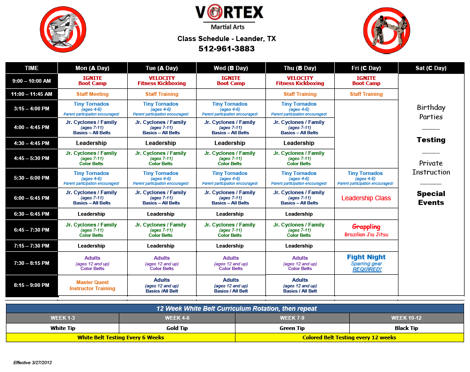 VORTEX
Martial Arts
Class Schedule - Leander, TX
512-961-3883
TIME Mon (A Day) Tue (A Day) Wed (B Day) Thu (B Day) Fri (C Day) Sat (C Day)
9:00 – 10:00 AM
IGNITE VELOCITY IGNITE VELOCITY IGNITE
Boot Camp Fitness Kickboxing Boot Camp Fitness Kickboxing Boot Camp
11:00 – 11:45 AM Staff Meeting Staff Training Staff Training Staff Training
3:15 – 4:00 PM
Tiny Tornados Tiny Tornados Tiny Tornados Tiny Tornados
(ages 4-6) (ages 4-6) (ages 4-6) (ages 4-6)
Parent participation encouraged Parent participation encouraged Parent participation encouraged Parent participation encouraged
4:00 – 4:45 PM
Jr. Cyclones / Family Jr. Cyclones / Family Jr. Cyclones / Family Jr. Cyclones / Family
(ages 7-11) (ages 7-11) (ages 7-11) (ages 7-11)
Basics – All Belts Basics – All Belts Basics – All Belts Basics – All Belts
4:30 – 4:45 PM Leadership Leadership Leadership Leadership
4:45 – 5:30 PM
Jr. Cyclones / Family Jr. Cyclones / Family Jr. Cyclones / Family Jr. Cyclones / Family
(ages 7-11) (ages 7-11) (ages 7-11) (ages 7-11)
Color Belts Color Belts Color Belts Color Belts
5:30 – 6:00 PM
Tiny Tornados Tiny Tornados Tiny Tornados Tiny Tornados Tiny Tornados
(ages 4-6) (ages 4-6) (ages 4-6) (ages 4-6) (ages 4-6)
Parent participation encouraged Parent participation encouraged Parent participation encouraged Parent participation encouraged Parent participation encouraged
6:00 – 6:45 PM
Jr. Cyclones / Family Jr. Cyclones / Family Jr. Cyclones / Family Jr. Cyclones / Family Leadership Class
(ages 7-11) (ages 7-11) (ages 7-11) (ages 7-11)
Basics – All Belts Basics – All Belts Basics – All Belts Basics – All Belts
6:30 – 6:45 PM Leadership Leadership Leadership Leadership
6:45 – 7:30 PM
Jr. Cyclones / Family Jr. Cyclones / Family Jr. Cyclones / Family Jr. Cyclones / Family Grappling
(ages 7-11) (ages 7-11) (ages 7-11) (ages 7-11) Brazilian Jiu Jitsu
Color Belts Color Belts Color Belts Color Belts
7:15 – 7:30 PM Leadership Leadership Leadership Leadership
7:30 – 8:15 PM
Adults Adults Adults Adults Fight Night
(ages 12 and up) (ages 12 and up) (ages 12 and up) (ages 12 and up) Sparring gear
Color Belts Color Belts Color Belts Color Belts REQUIRED!
8:15 – 9:00 PM
Master Quest Adults Adults Adults
Instructor Training (ages 12 and up) (ages 12 and up) (ages 12 and up)
Basics /All Belt Basics / All Belt Basics / All Belt
Birthday
Parties
Testing
Private
Instruction
Special
Events
12 Week White Belt Curriculum Rotation, then repeat
WEEK 1-3 WEEK 4-6 WEEK 7-9 WEEK 10-12
White Tip Gold Tip Green Tip Black Tip
White Belt Testing Every 6 Weeks Colored Belt Testing every 12 weeks
Effective 3/27/2012